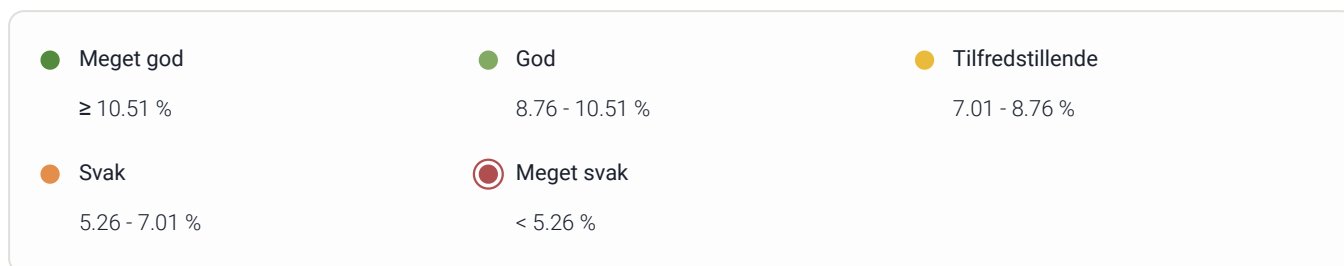 Meget god
God
Tilfredstillende
≥ 10.51 %
8.76 - 10.51 %
7.01 - 8.76 %
Svak
Meget svak
5.26 - 7.01 %
< 5.26 %